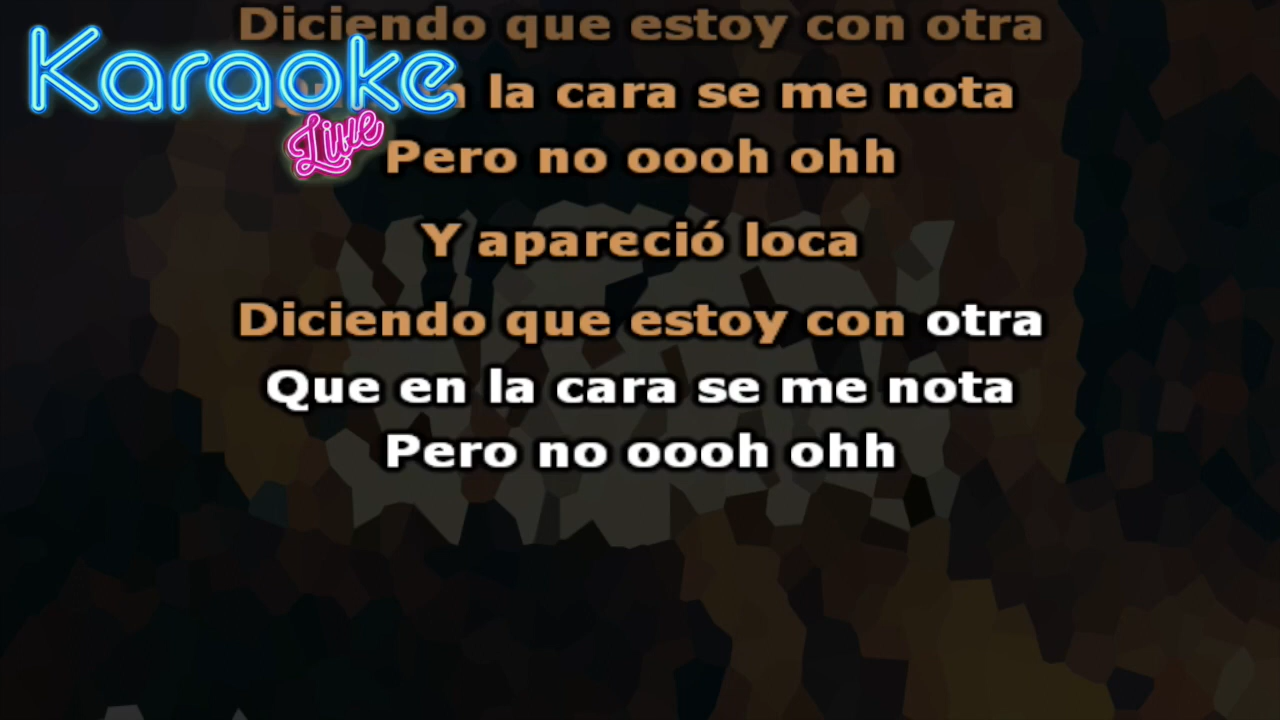 Diciendo que estoy con otra
Karaoke
la cara se me nota
Live
Pero no oooh ohh
Y apareció loca
Diciendo que estoy con otra
Que en la cara se me nota
Pero no oooh ohh